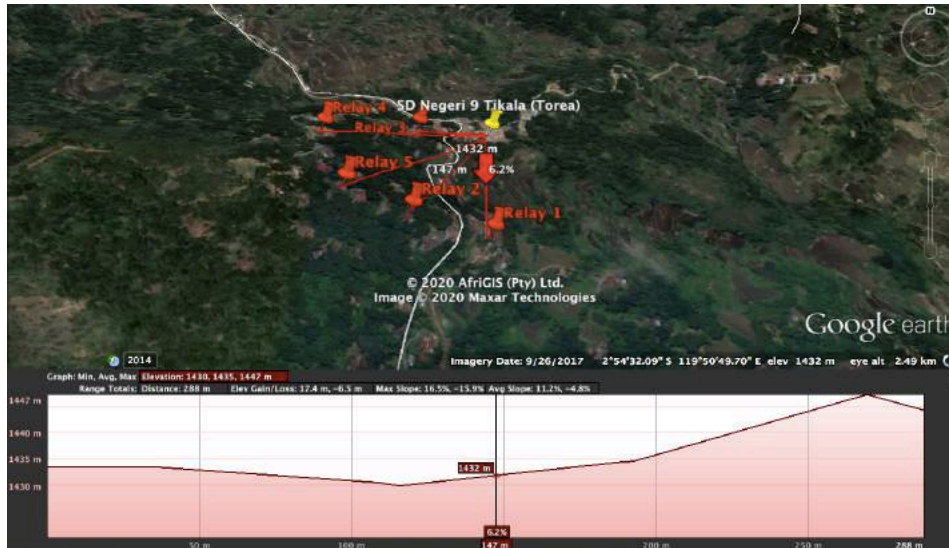 N
Relay 4
SD Negeri 9 Tikala (Torea)
Relay 3
1432 m
147 m
6.2%
Relay 5
Relay 2
Relay 1
© 2020 AfriGIS (Pty) Ltd.
Image © 2020 Maxar Technologies
Google earth
2014
Imagery Date: 9/26/2017 2°54'32.09" S 119°50'49.70" E elev 1432 m eye alt 2.49 km
Graph: Min, Avg, Max Elevation: 1430, 1435, 1447 m
Range Totals: Distance: 288 m Elev Gain/Loss: 17.4 m, -6.5 m Max Slope: 16.5%, -15.9% Avg Slope: 11.2%, -4.8%
1447 m
1440 m
1435 m
1432 m
1430 m
6.2%
50 m 100 m 147 m 200 m 250 m 288 m